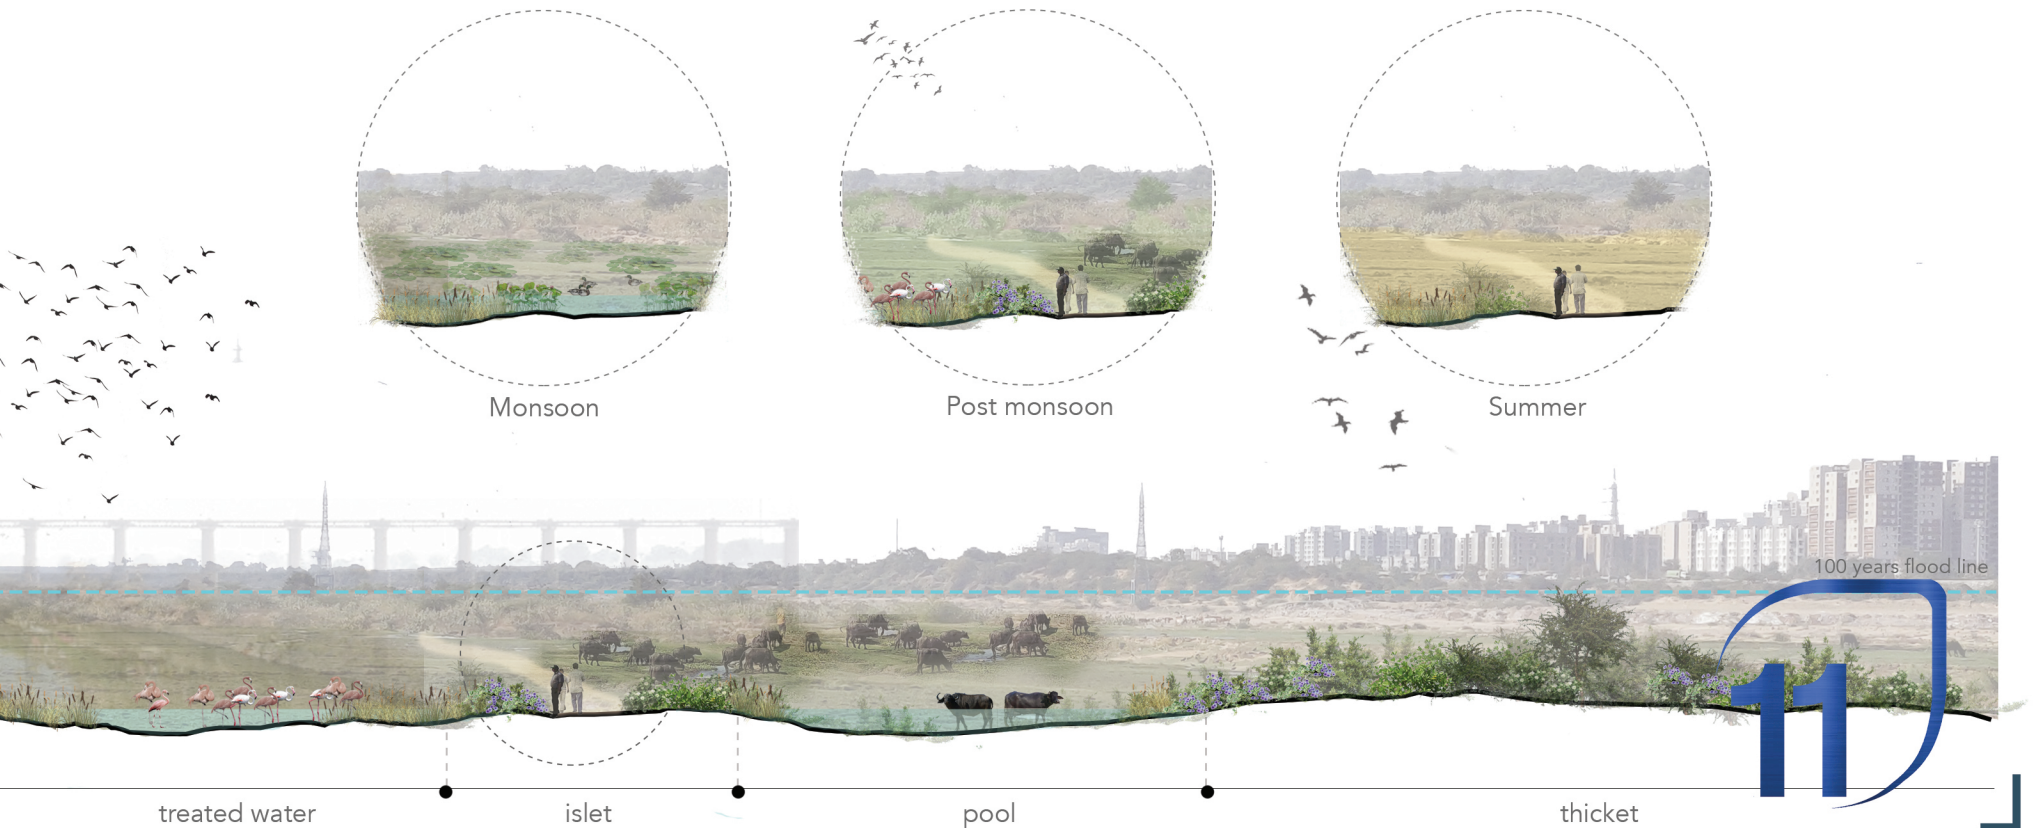 Monsoon
Post monsoon
Summer
100 years flood line
11
treated water
islet
pool
thicket